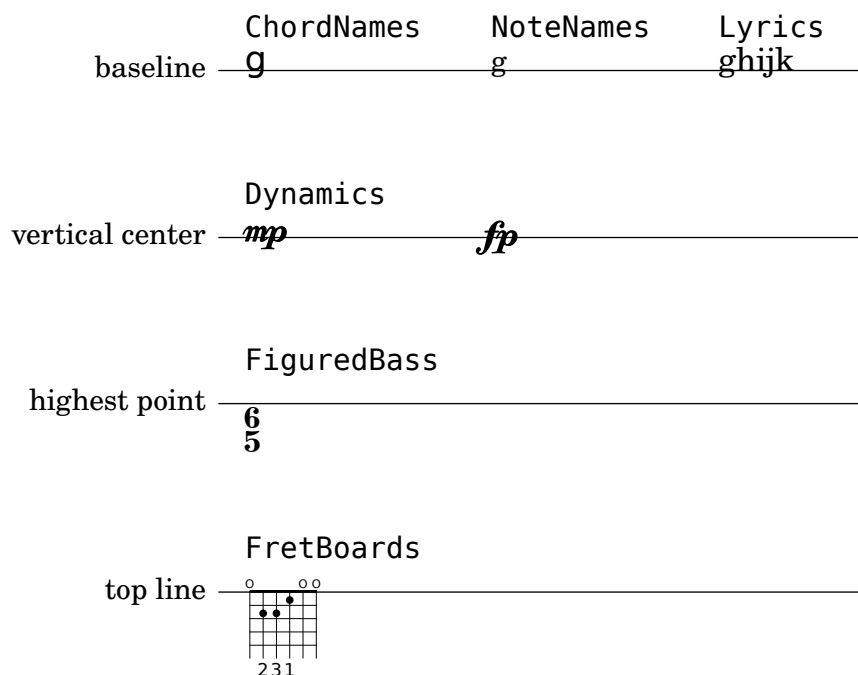 ChordNames NoteNames Lyrics
baseline g g ghijk
Dynamics
vertical center mp fp
FiguredBass
highest point
6
5
FretBoards
top line o o o
231